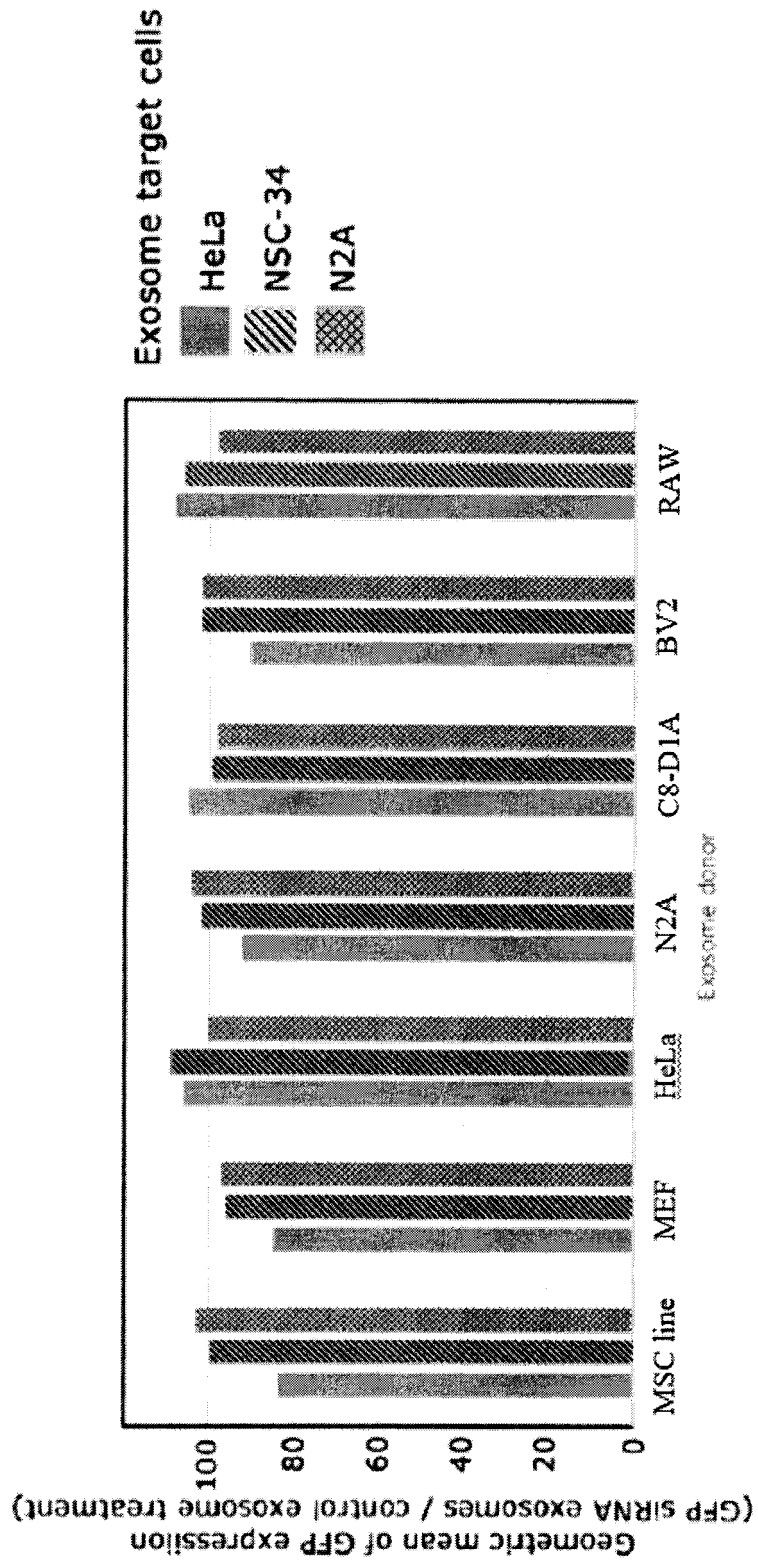 Geometric mean of GFP expresssiion
(GFP siRNA exosomes / control exosome treatment)
100
80
60
40
20
0
MSC line
MEF
HeLa
N2A
C8-D1A
BV2
RAW
Exosome donor
Exosome target cells
HeLa
NSC-34
N2A